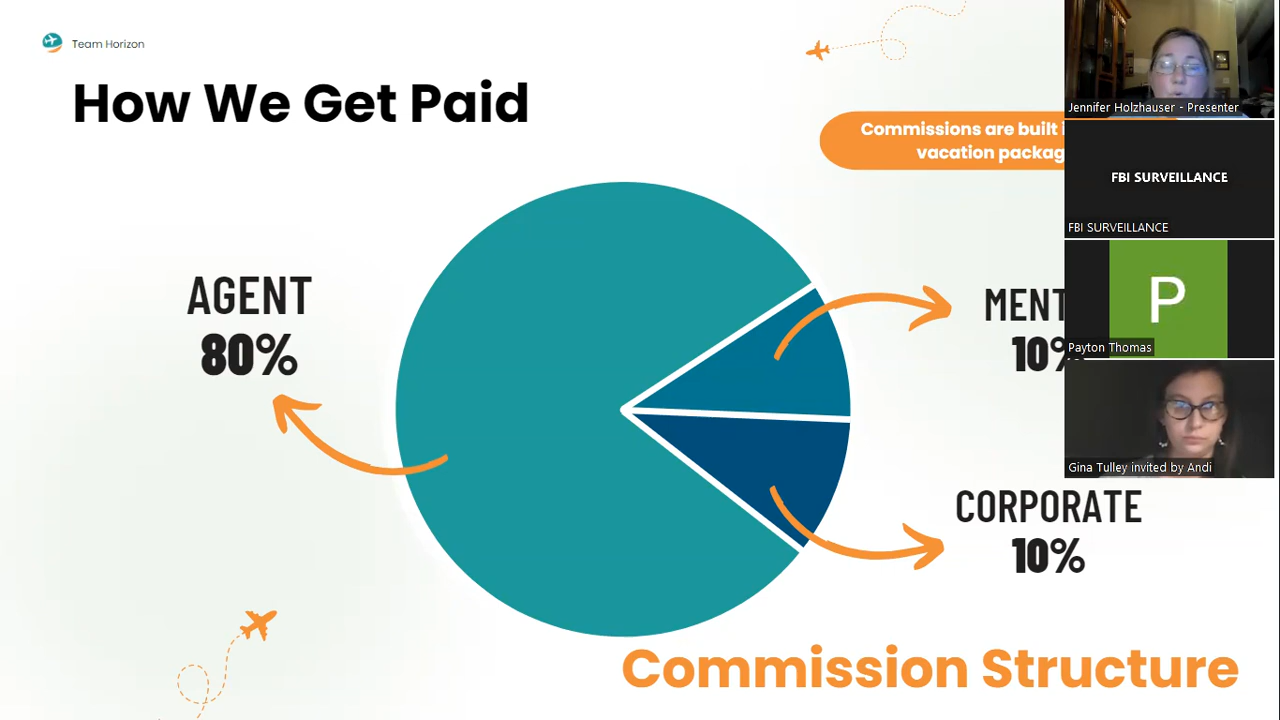 Team Horizon
How We Get Paid
Commissions are built
vacation packag
AGENT
80%
MENT
10%
CORPORATE
10%
Commission Structure
Jennifer Holzhauser - Presenter
FBI SURVEILLANCE
FBI SURVEILLANCE
P
Payton Thomas
Gina Tulley invited by Andi